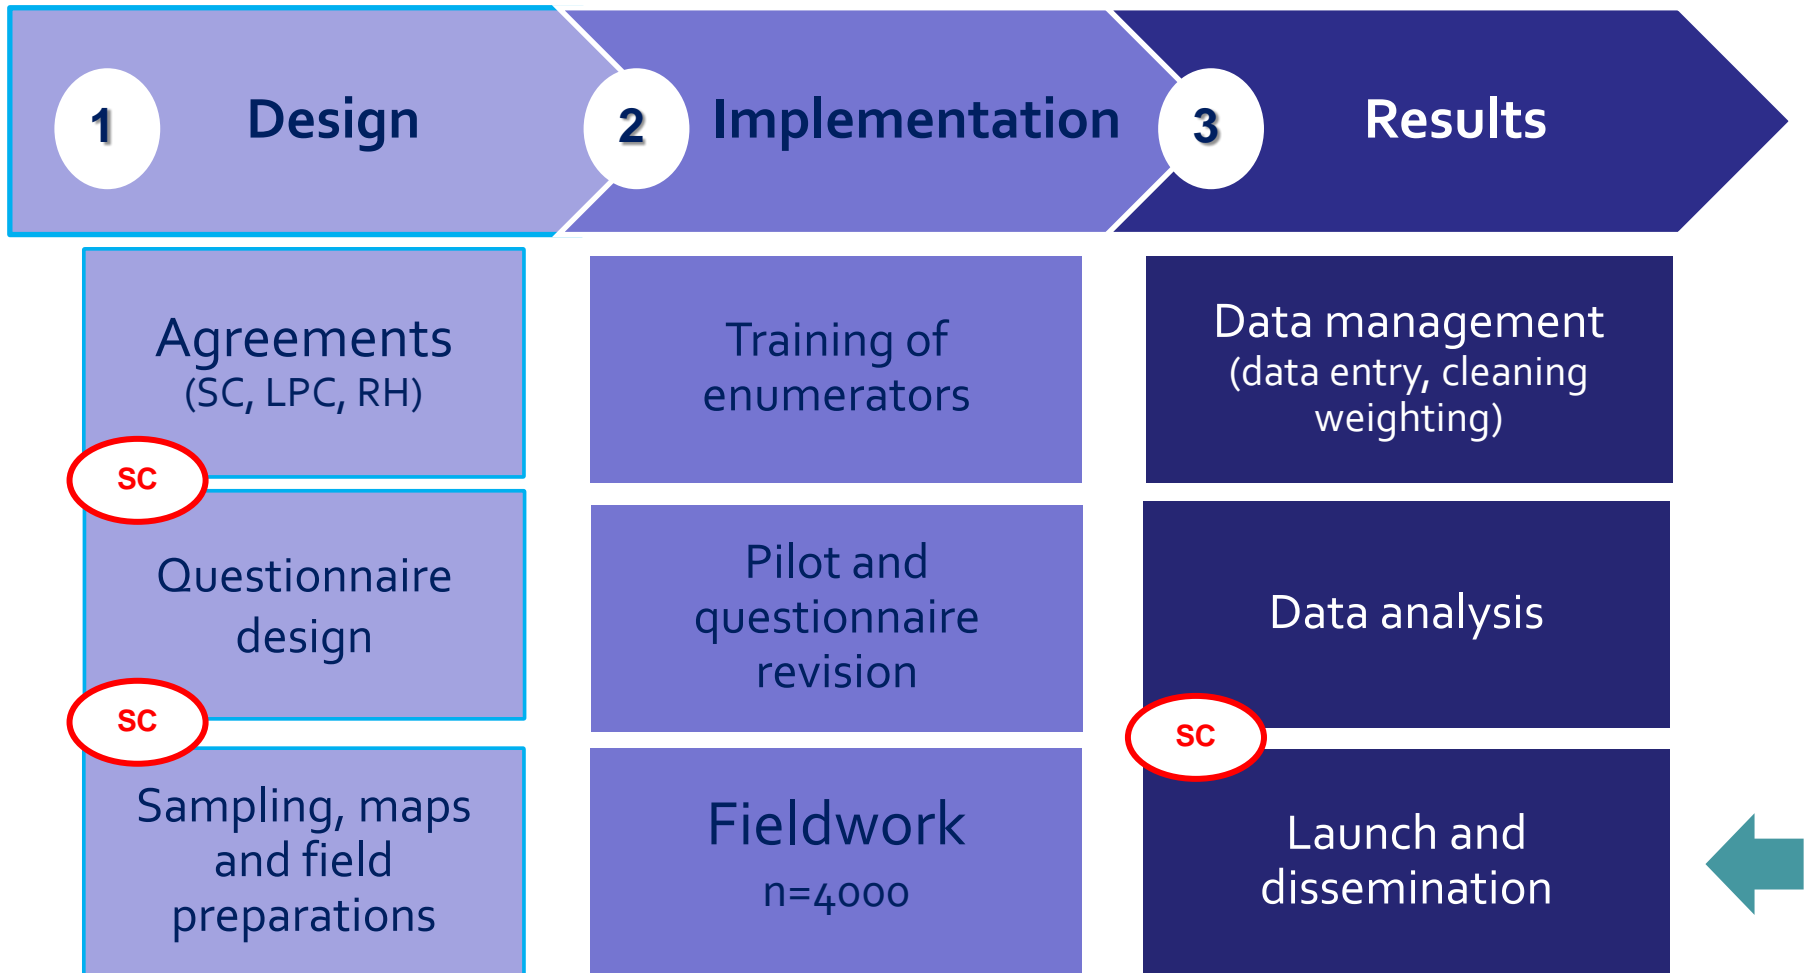 1
Design
2
Implementation
3
Results
Agreements
(SC, LPC, RH)
SC
Questionnaire
design
SC
Sampling, maps
and field
preparations
Training of
enumerators
Pilot and
questionnaire
revision
Fieldwork
n=4000
Data management
(data entry, cleaning
weighting)
Data analysis
SC
Launch and
dissemination